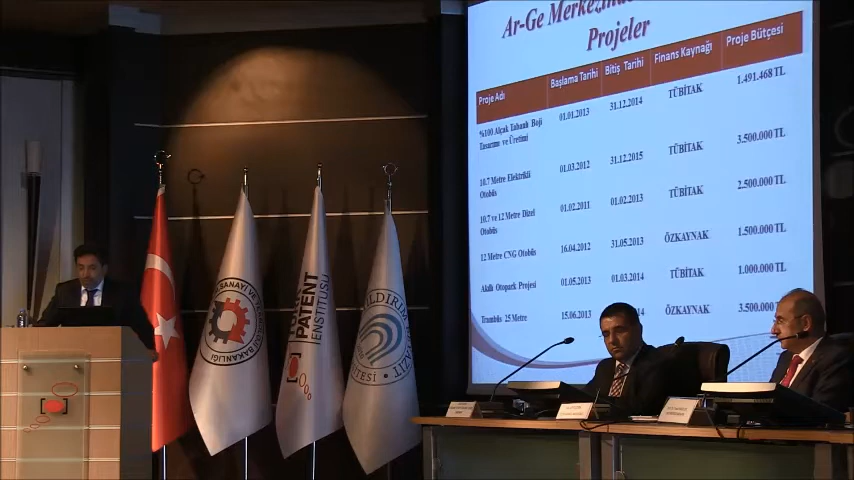 Ar-Ge Merkezinde
Projeler
Proje Adı Başlama Tarihi Bitiş Tarihi Finans Kaynağı Proje Bütçesi
%100 Alçak Tabanlı Boji Tasarımı ve Üretimi 01.01.2013 31.12.2014 TÜBİTAK 1.491.468 TL
10.7 Metre Elektrikli Otobüs 01.03.2012 31.12.2015 TÜBİTAK 3.500.000 TL
10.7 ve 12 Metre Dizel Otobüs 01.02.2011 01.02.2013 TÜBİTAK 2.500.000 TL
12 Metre CNG Otobüs 16.04.2012 31.05.2013 ÖZKAYNAK 1.500.000 TL
Akıllı Otopark Projesi 01.05.2013 01.03.2014 TÜBİTAK 1.000.000 TL
Trambüs 25 Metre 15.06.2013 ÖZKAYNAK 3.500.000
PATENT
ENSTİTÜSÜ
YILDIRIM BEYAZIT